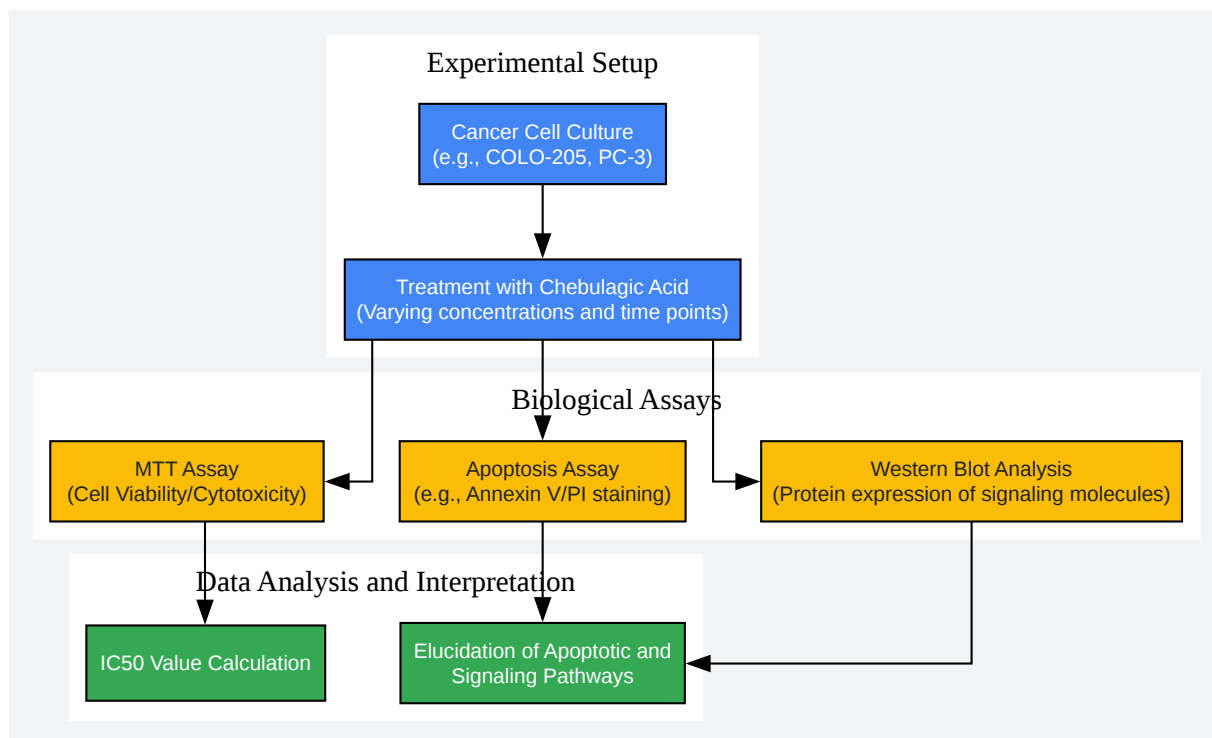 Experimental Setup
Cancer Cell Culture
(e.g., COLO-205, PC-3)
Treatment with Chebulagic Acid
(Varying concentrations and time points)
Biological Assays
MTT Assay
(Cell Viability/Cytotoxicity)
Apoptosis Assay
(e.g., Annexin V/PI staining)
Western Blot Analysis
(Protein expression of signaling molecules)
Data Analysis and Interpretation
IC50 Value Calculation
Elucidation of Apoptotic and
Signaling Pathways